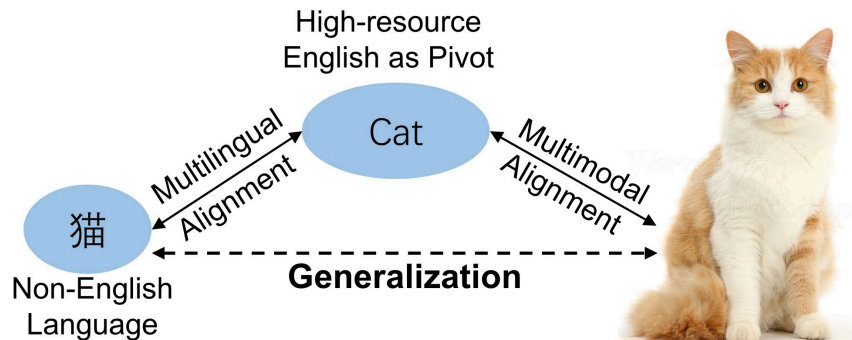 High-resource
English as Pivot
Cat
Multilingual
Alignment
Multimodal
Alignment
猫
Generalization
Non-English
Language